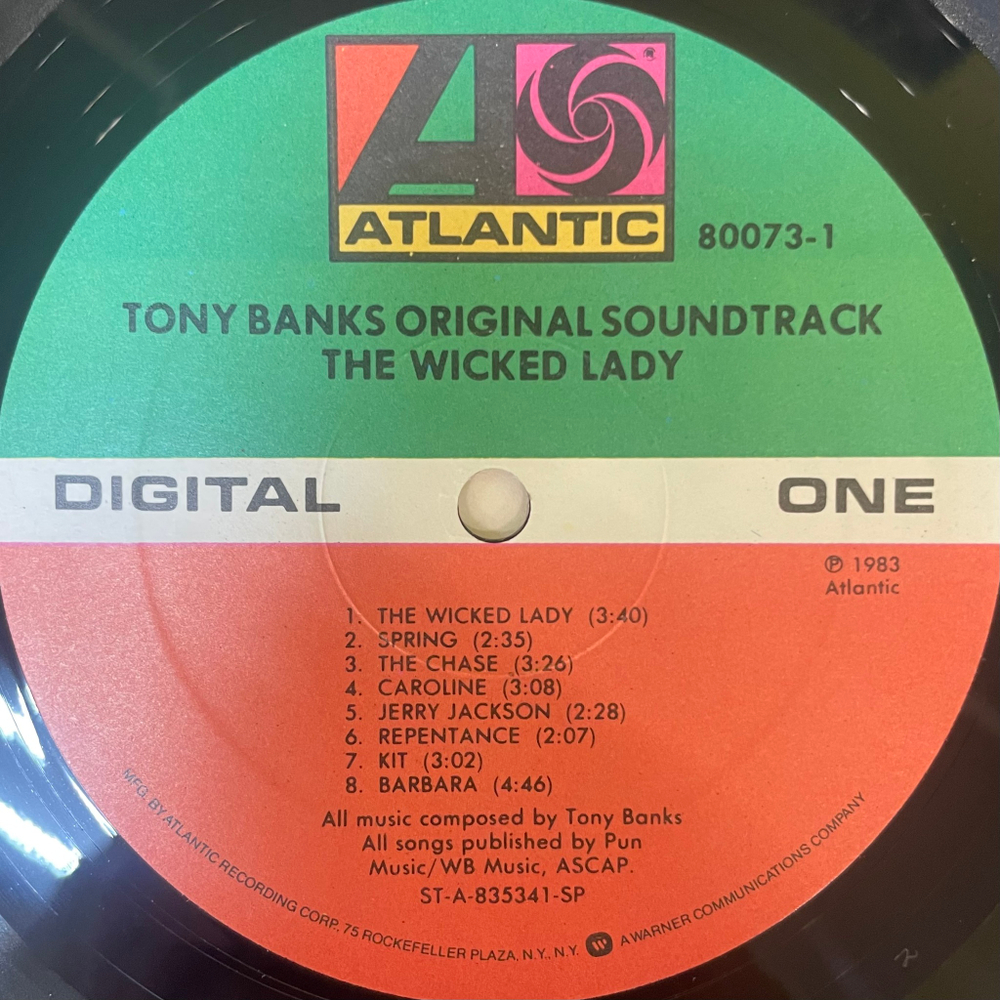 ATLANTIC
®
80073-1
TONY BANKS ORIGINAL SOUNDTRACK
THE WICKED LADY
DIGITAL
ONE
℗ 1983
Atlantic
1. THE WICKED LADY (3:40)
2. SPRING (2:35)
3. THE CHASE (3:26)
4. CAROLINE (3:08)
5. JERRY JACKSON (2:28)
6. REPENTANCE (2:07)
7. KIT (3:02)
8. BARBARA (4:46)
All music composed by Tony Banks
All songs published by Pun
Music/WB Music, ASCAP.
ST-A-835341-SP
MFG. BY ATLANTIC RECORDING CORP., 75 ROCKEFELLER PLAZA, N.Y., N.Y. A WARNER COMMUNICATIONS COMPANY